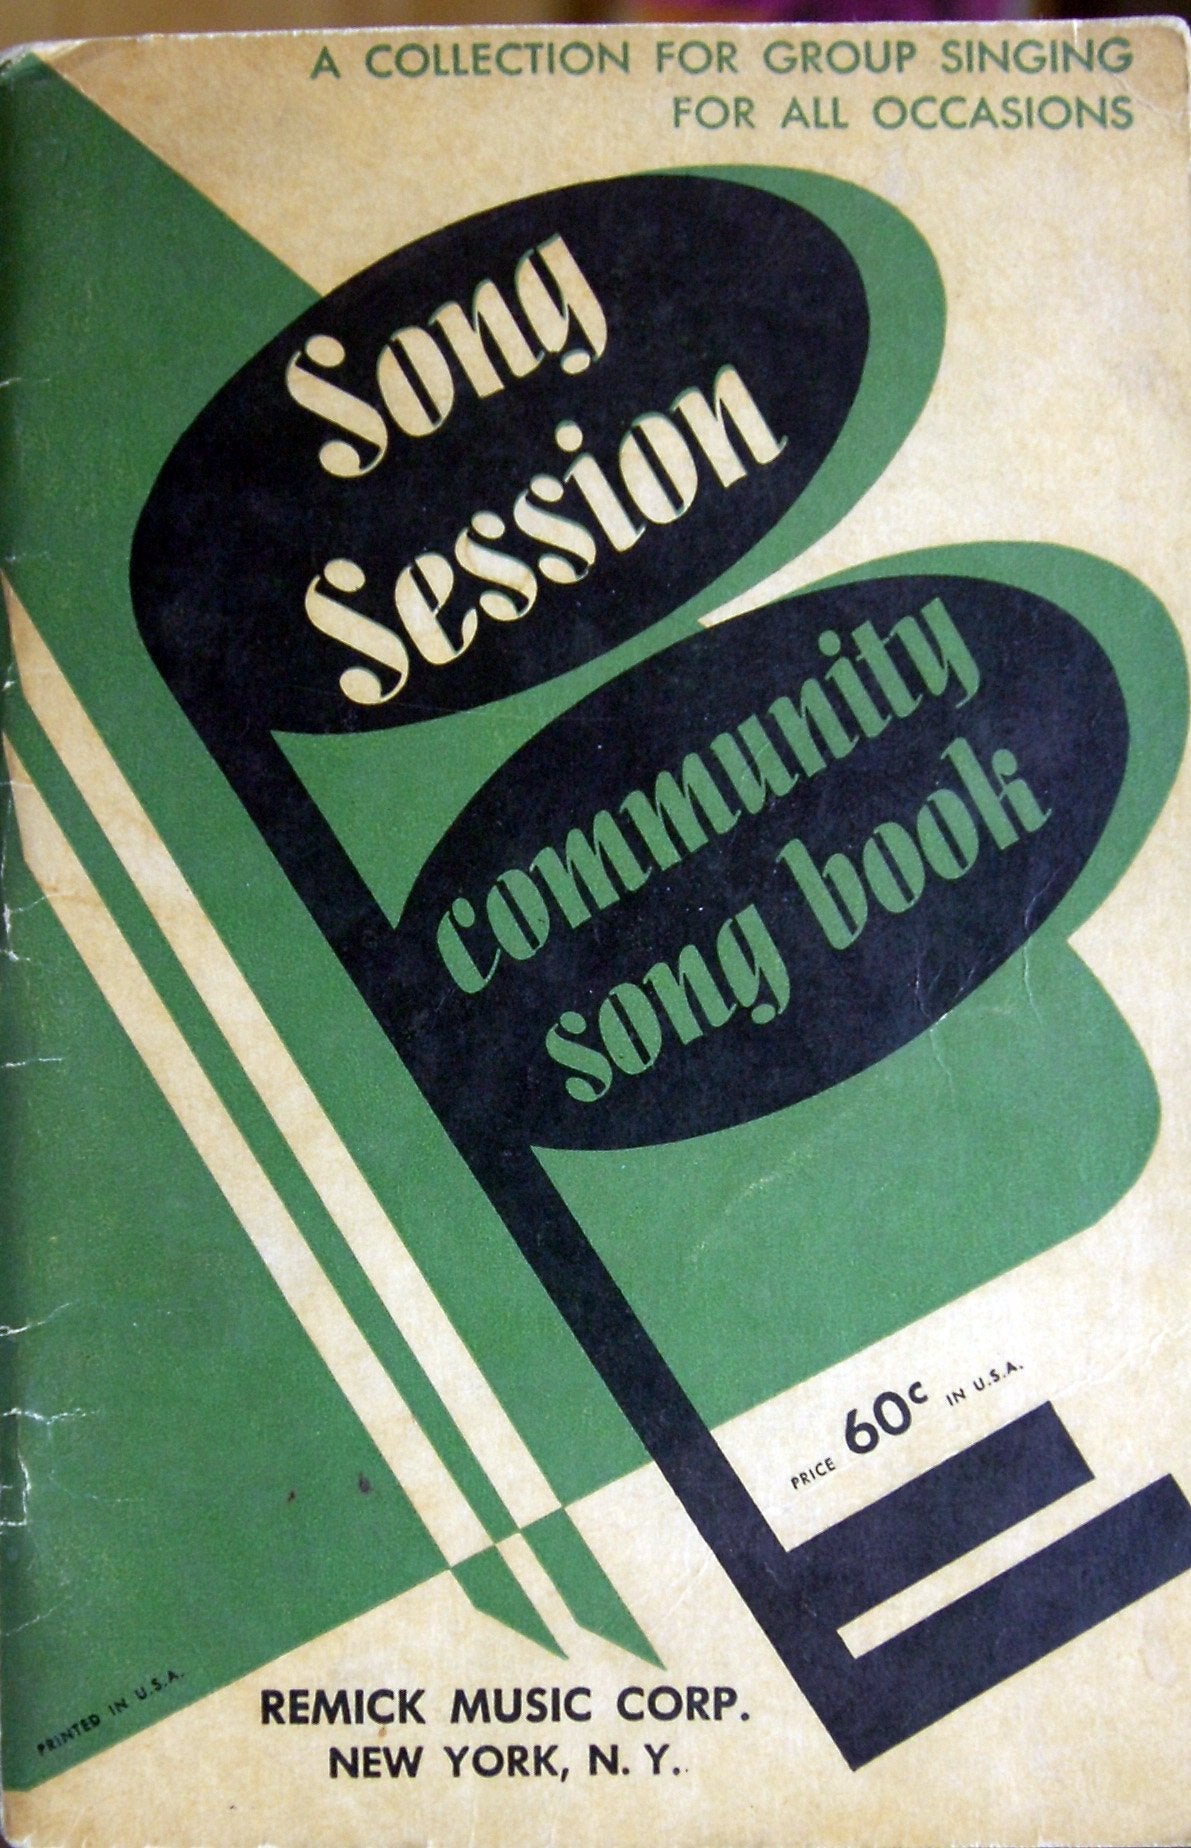 A COLLECTION FOR GROUP SINGING
FOR ALL OCCASIONS
Song
Session
community
song book
PRICE 60c IN U.S.A.
PRINTED IN U.S.A.
REMICK MUSIC CORP.
NEW YORK, N. Y.